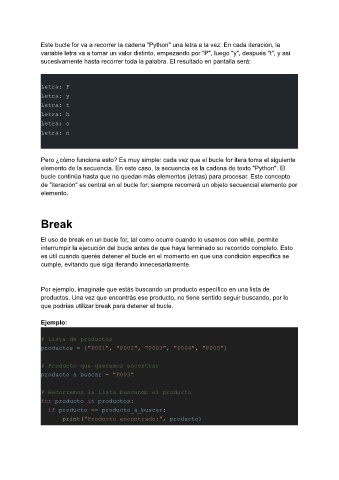 Este bucle for va a recorrer la cadena "Python" una letra a la vez. En cada iteración, la
variable letra va a tomar un valor distinto, empezando por "P", luego "y", después "t", y así
sucesivamente hasta recorrer toda la palabra. El resultado en pantalla será:
Letra: P
Letra: y
Letra: t
Letra: h
Letra: o
Letra: n
Pero ¿cómo funciona esto? Es muy simple: cada vez que el bucle for itera toma el siguiente
elemento de la secuencia. En este caso, la secuencia es la cadena de texto "Python". El
bucle continúa hasta que no quedan más elementos (letras) para procesar. Este concepto
de "iteración" es central en el bucle for: siempre recorrerá un objeto secuencial elemento por
elemento.
Break
El uso de break en un bucle for, tal como ocurre cuando lo usamos con while, permite
interrumpir la ejecución del bucle antes de que haya terminado su recorrido completo. Esto
es útil cuando querés detener el bucle en el momento en que una condición específica se
cumple, evitando que siga iterando innecesariamente.
Por ejemplo, imaginate que estás buscando un producto específico en una lista de
productos. Una vez que encontrás ese producto, no tiene sentido seguir buscando, por lo
que podrías utilizar break para detener el bucle.
Ejemplo:
# Lista de productos
productos = ["P001", "P002", "P003", "P004", "P005"]
# Producto que queremos encontrar
producto_a_buscar = "P003"
# Recorremos la lista buscando el producto
for producto in productos:
if producto == producto_a_buscar:
print("Producto encontrado:", producto)